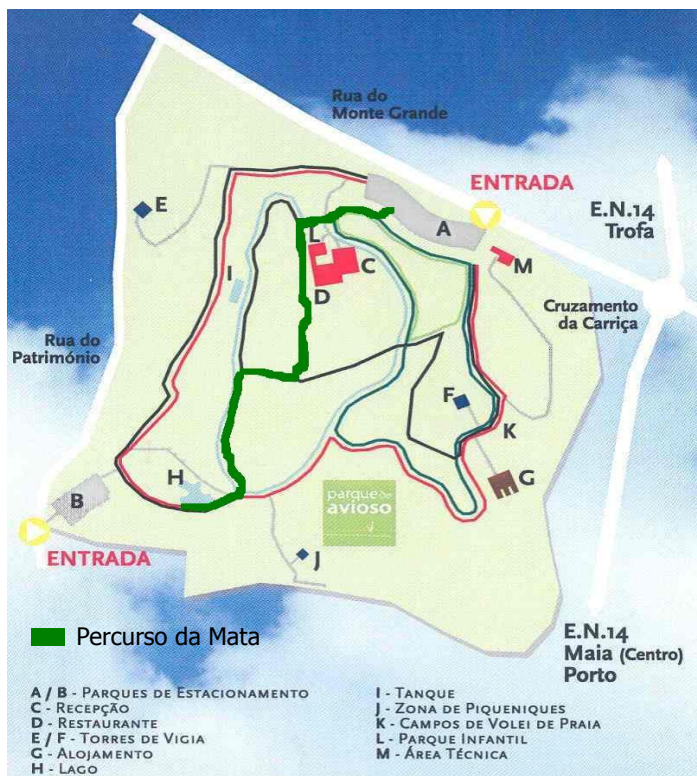 Rua do
Monte Grande
ENTRADA
E
A
E.N.14
Trofa
L
M
C
I
D
Cruzamento
da Carriça
Rua do
Património
F
K
H
G
B
parque de
avioso
ENTRADA
J
Percurso da Mata
E.N.14
Maia (Centro)
Porto
A / B - PARQUES DE ESTACIONAMENTO
C - RECEPÇÃO
D - RESTAURANTE
E / F - TORRES DE VIGIA
G - ALOJAMENTO
H - LAGO
I - TANQUE
J - ZONA DE PIQUENIQUES
K - CAMPOS DE VOLEI DE PRAIA
L - PARQUE INFANTIL
M - ÁREA TÉCNICA